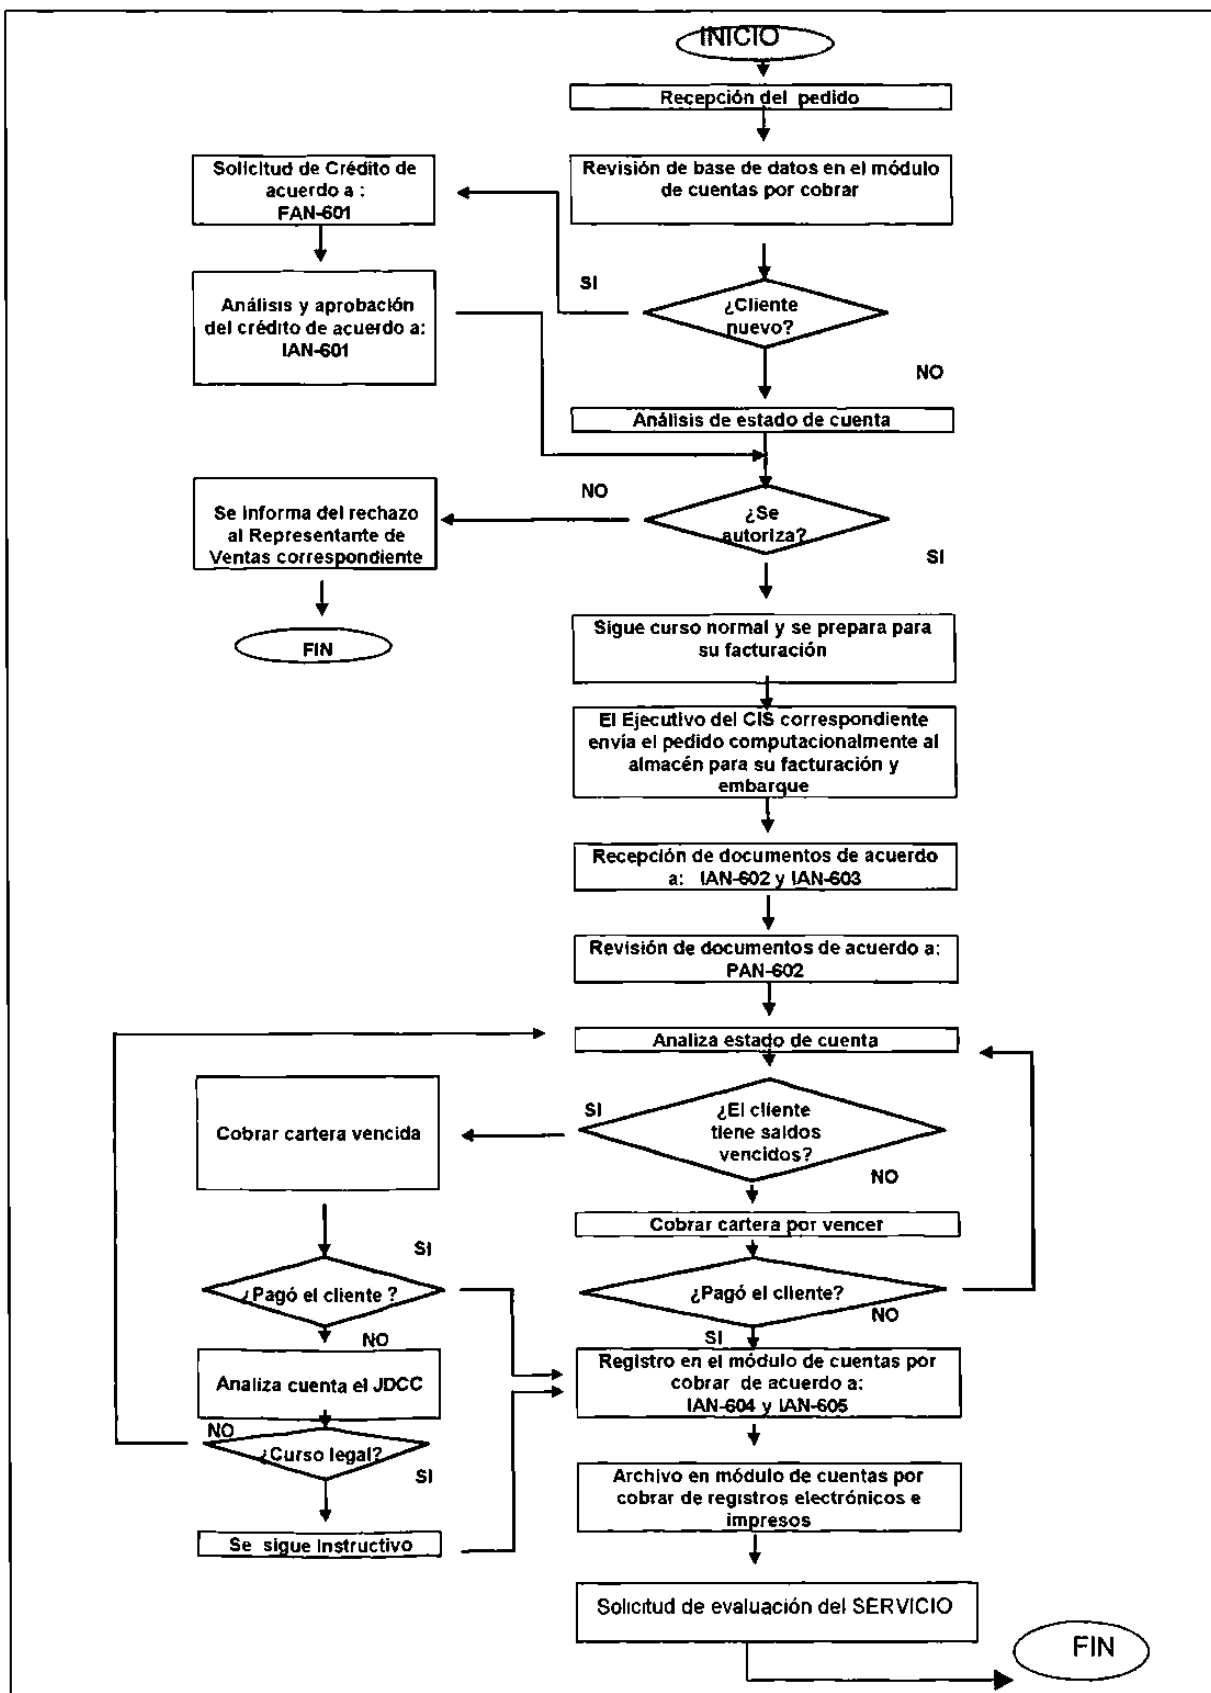 INICIO
Recepción del pedido
Solicitud de Crédito de
acuerdo a :
FAN-601
Revisión de base de datos en el módulo
de cuentas por cobrar
SI
Análisis y aprobación
del crédito de acuerdo a:
IAN-601
¿Cliente
nuevo?
NO
Análisis de estado de cuenta
NO
Se informa del rechazo
al Representante de
Ventas correspondiente
¿Se
autoriza?
SI
FIN
Sigue curso normal y se prepara para
su facturación
El Ejecutivo del CIS correspondiente
envía el pedido computacionalmente al
almacén para su facturación y
embarque
Recepción de documentos de acuerdo
a: IAN-602 y IAN-603
Revisión de documentos de acuerdo a:
PAN-602
Analiza estado de cuenta
SI
¿El cliente
tiene saldos
vencidos?
Cobrar cartera vencida
NO
Cobrar cartera por vencer
SI
¿Pagó el cliente ?
¿Pagó el cliente?
NO
SI
NO
Analiza cuenta el JDCC
Registro en el módulo de cuentas por
cobrar de acuerdo a:
IAN-604 y IAN-605
NO
¿Curso legal?
SI
Archivo en módulo de cuentas por
cobrar de registros electrónicos e
impresos
Se sigue Instructivo
Solicitud de evaluación del SERVICIO
FIN